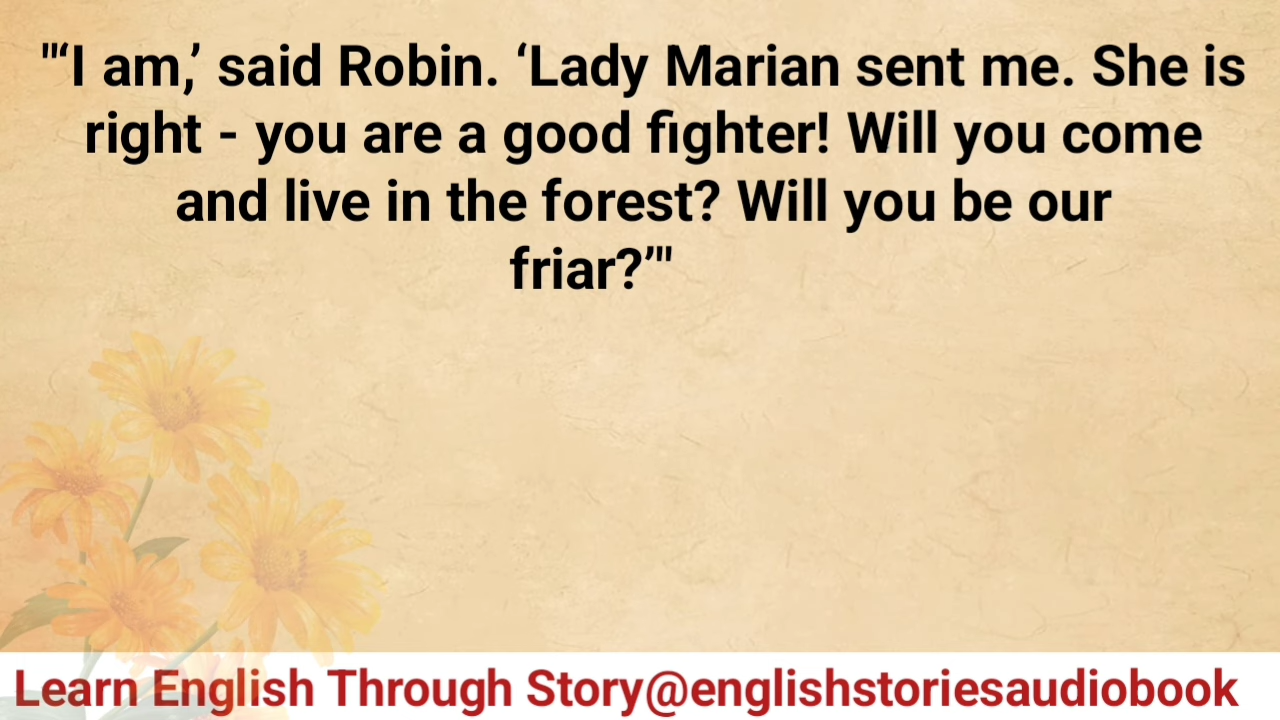 "'‘I am,’ said Robin. ‘Lady Marian sent me. She is
right - you are a good fighter! Will you come
and live in the forest? Will you be our
friar?’'"
Learn English Through Story@englishstoriesaudiobook